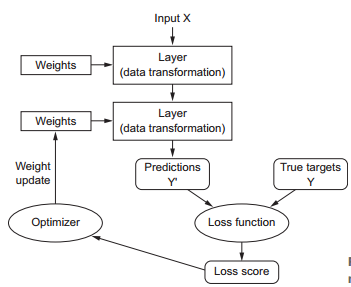 Input X
Layer
(data transformation)
Weights
Layer
(data transformation)
Weights
Weight
update
Predictions
Y'
True targets
Y
Optimizer
Loss function
Loss score